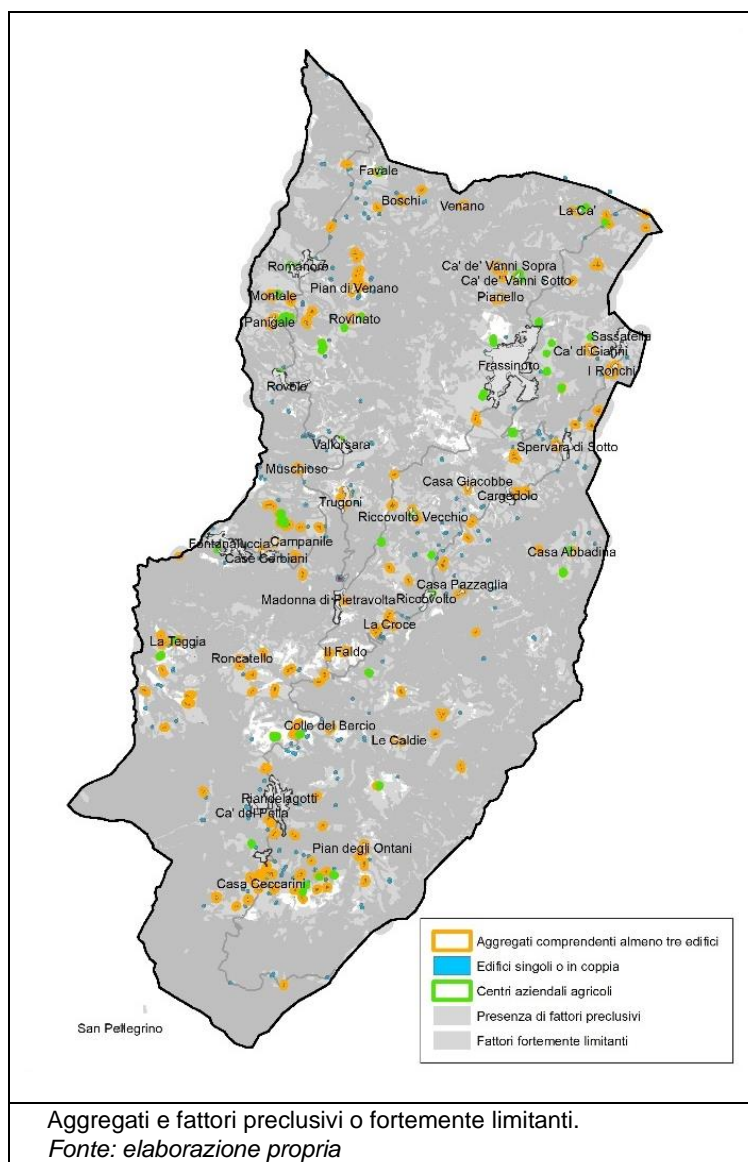 Favale
Boschi
Venano
La Ca'
Romanoro
Ca' de' Vanni Sopra
Ca' de' Vanni Sotto
Pian di Venano
Montale
Pianello
Panigale
Rovinato
Sassatella
Ca' di Gianni
Frassinoro
I Ronchi
Rovolo
Valoria
Spervara di Sotto
Muschioso
Casa Giacobbe
Cargedolo
Trugoni
Riccovolto Vecchio
Fontanaluccia
Campanile
Casa Abbadina
Case Corbiani
Casa Pazzaglia
Madonna di Pietravolta
Riccovolto
La Croce
La Teggia
Roncatello
Il Faldo
Colle del Bercio
Le Caldie
Piandelagotti
Ca' del Pella
Pian degli Ontani
Casa Ceccarini
San Pellegrino
Aggregati comprendenti almeno tre edifici
Edifici singoli o in coppia
Centri aziendali agricoli
Presenza di fattori preclusivi
Fattori fortemente limitanti
Aggregati e fattori preclusivi o fortemente limitanti.
Fonte: elaborazione propria